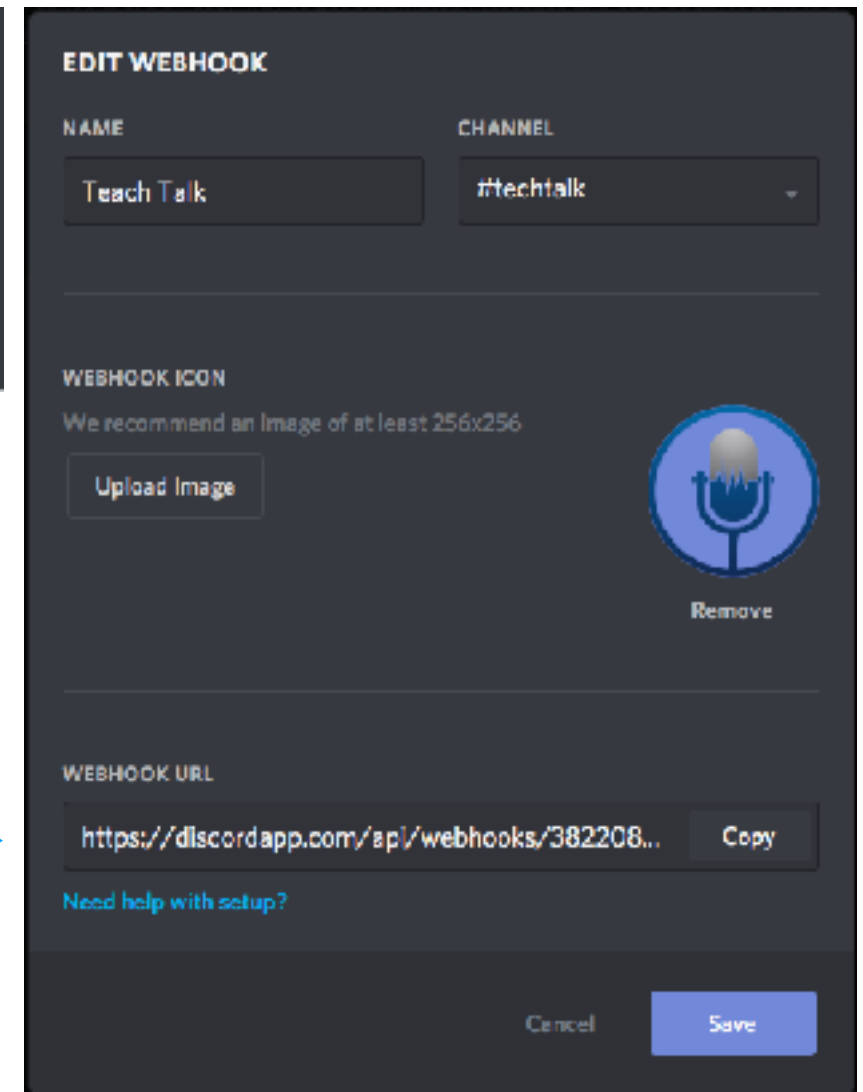 EDIT WEBHOOK
NAME CHANNEL
Teach Talk #techtalk
WEBHOOK ICON
We recommend an image of at least 256x256
Upload Image
Remove
WEBHOOK URL
https://discordapp.com/api/webhooks/382208... Copy
Need help with setup?
Cancel Save